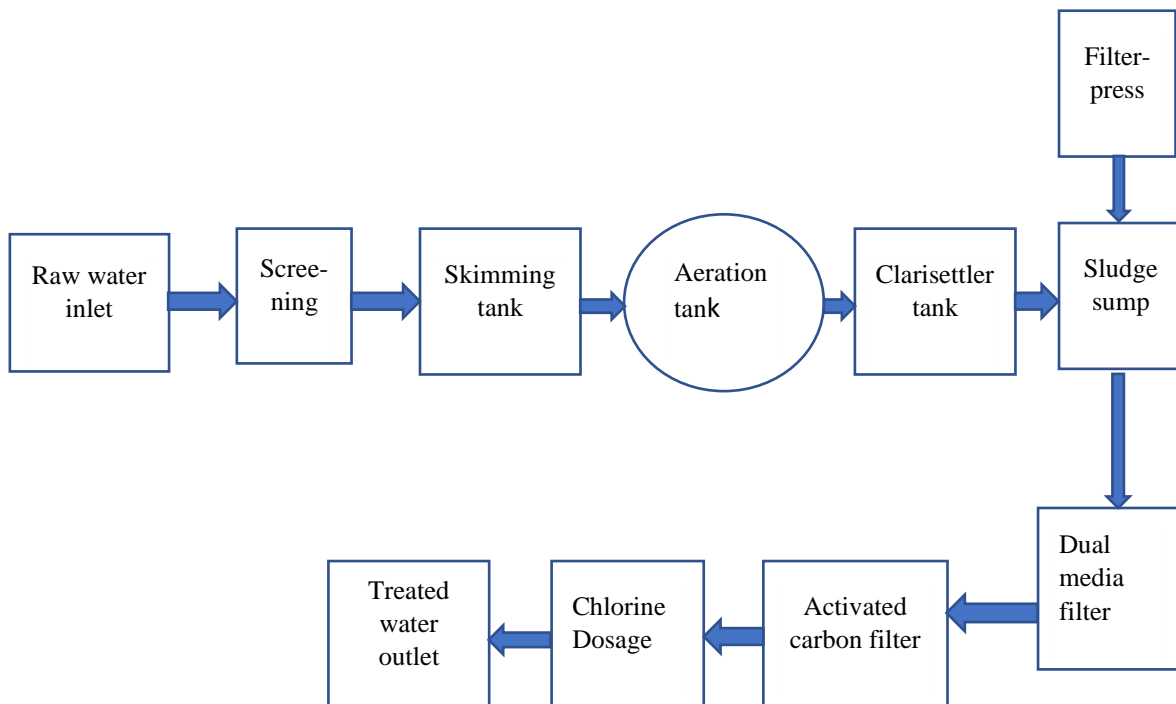 Filter-
press
Raw water
inlet
Scree-
ning
Skimming
tank
Aeration
tank
Clarisettler
tank
Sludge
sump
Dual
media
filter
Activated
carbon filter
Chlorine
Dosage
Treated
water
outlet